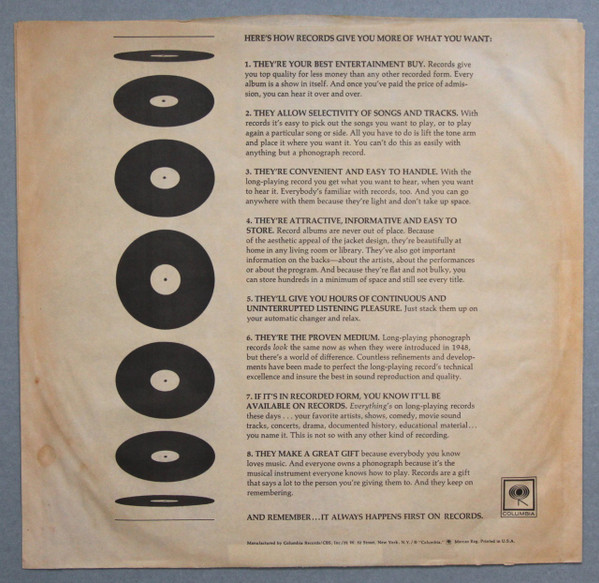 HERE'S HOW RECORDS GIVE YOU MORE OF WHAT YOU WANT:
1. THEY'RE YOUR BEST ENTERTAINMENT BUY. Records give
you top quality for less money than any other recorded form. Every
album is a show in itself. And once you've paid the price of admis-
sion, you can hear it over and over.
2. THEY ALLOW SELECTIVITY OF SONGS AND TRACKS. With
records it's easy to pick out the songs you want to play, or to play
again a particular song or side. All you have to do is lift the tone arm
and place it where you want it. You can't do this as easily with
anything but a phonograph record.
3. THEY'RE CONVENIENT AND EASY TO HANDLE. With the
long-playing record you get what you want to hear, when you want
to hear it. Everybody's familiar with records, too. And you can go
anywhere with them because they're light and don't take up space.
4. THEY'RE ATTRACTIVE, INFORMATIVE AND EASY TO
STORE. Record albums are never out of place. Because
of the aesthetic appeal of the jacket design, they're beautifully at
home in any living room or library. They've also got important
information on the backs—about the artists, about the performances
or about the program. And because they're flat and not bulky, you
can store hundreds in a minimum of space and still see every title.
5. THEY'LL GIVE YOU HOURS OF CONTINUOUS AND
UNINTERRUPTED LISTENING PLEASURE. Just stack them up on
your automatic changer and relax.
6. THEY'RE THE PROVEN MEDIUM. Long-playing phonograph
records look the same now as when they were introduced in 1948,
but there's a world of difference. Countless refinements and develop-
ments have been made to perfect the long-playing record's technical
excellence and insure the best in sound reproduction and quality.
7. IF IT'S IN RECORDED FORM, YOU KNOW IT'LL BE
AVAILABLE ON RECORDS. Everything's on long-playing records
these days . . . your favorite artists, shows, comedy, movie sound
tracks, concerts, drama, documented history, educational material . . .
you name it. This is not so with any other kind of recording.
8. THEY MAKE A GREAT GIFT because everybody you know
loves music. And everyone owns a phonograph because it's the
musical instrument everyone knows how to play. Records are a gift
that says a lot to the person you're giving them to. And they keep on
remembering.
AND REMEMBER...IT ALWAYS HAPPENS FIRST ON RECORDS.
COLUMBIA
Manufactured by Columbia Records/CBS, Inc./51 W. 52 Street, New York, N.Y./® "Columbia," Marcas Reg. Printed in U.S.A.